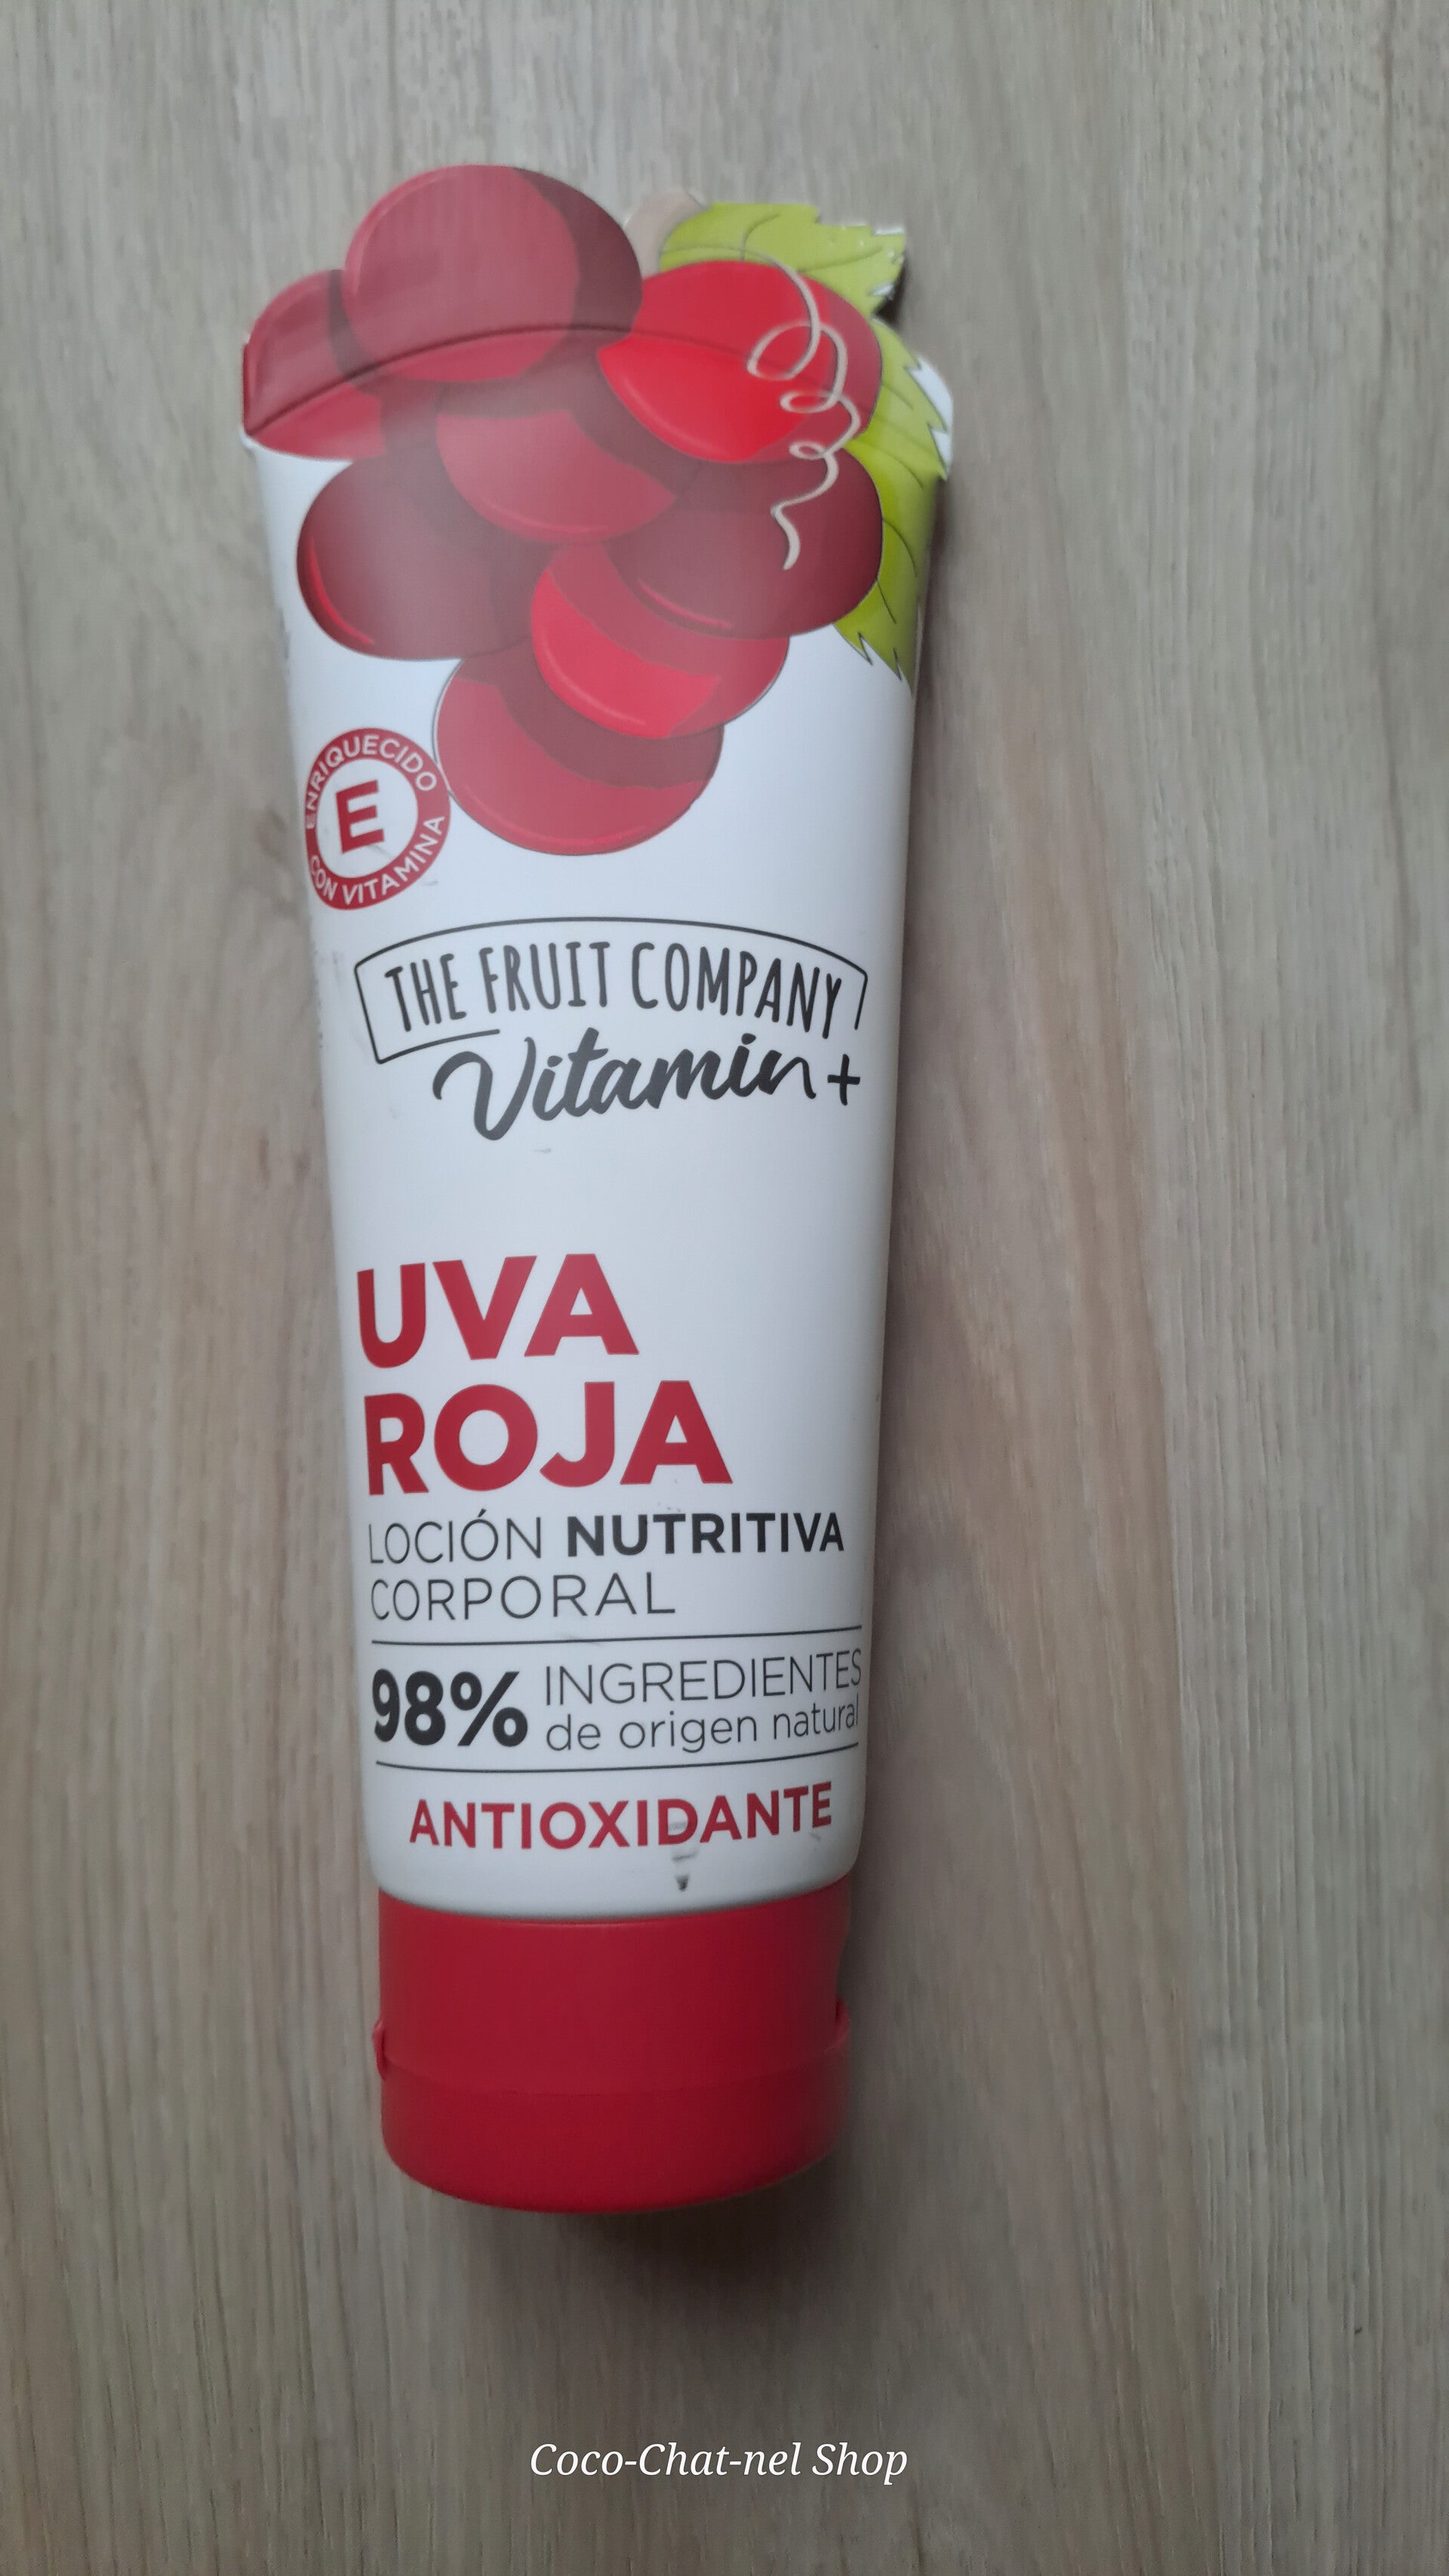 ENRIQUECIDO
E
CON VITAMINA
THE FRUIT COMPANY
Vitamin+
UVA
ROJA
LOCIÓN NUTRITIVA
CORPORAL
98% INGREDIENTES
de origen natural
ANTIOXIDANTE
Coco-Chat-nel Shop